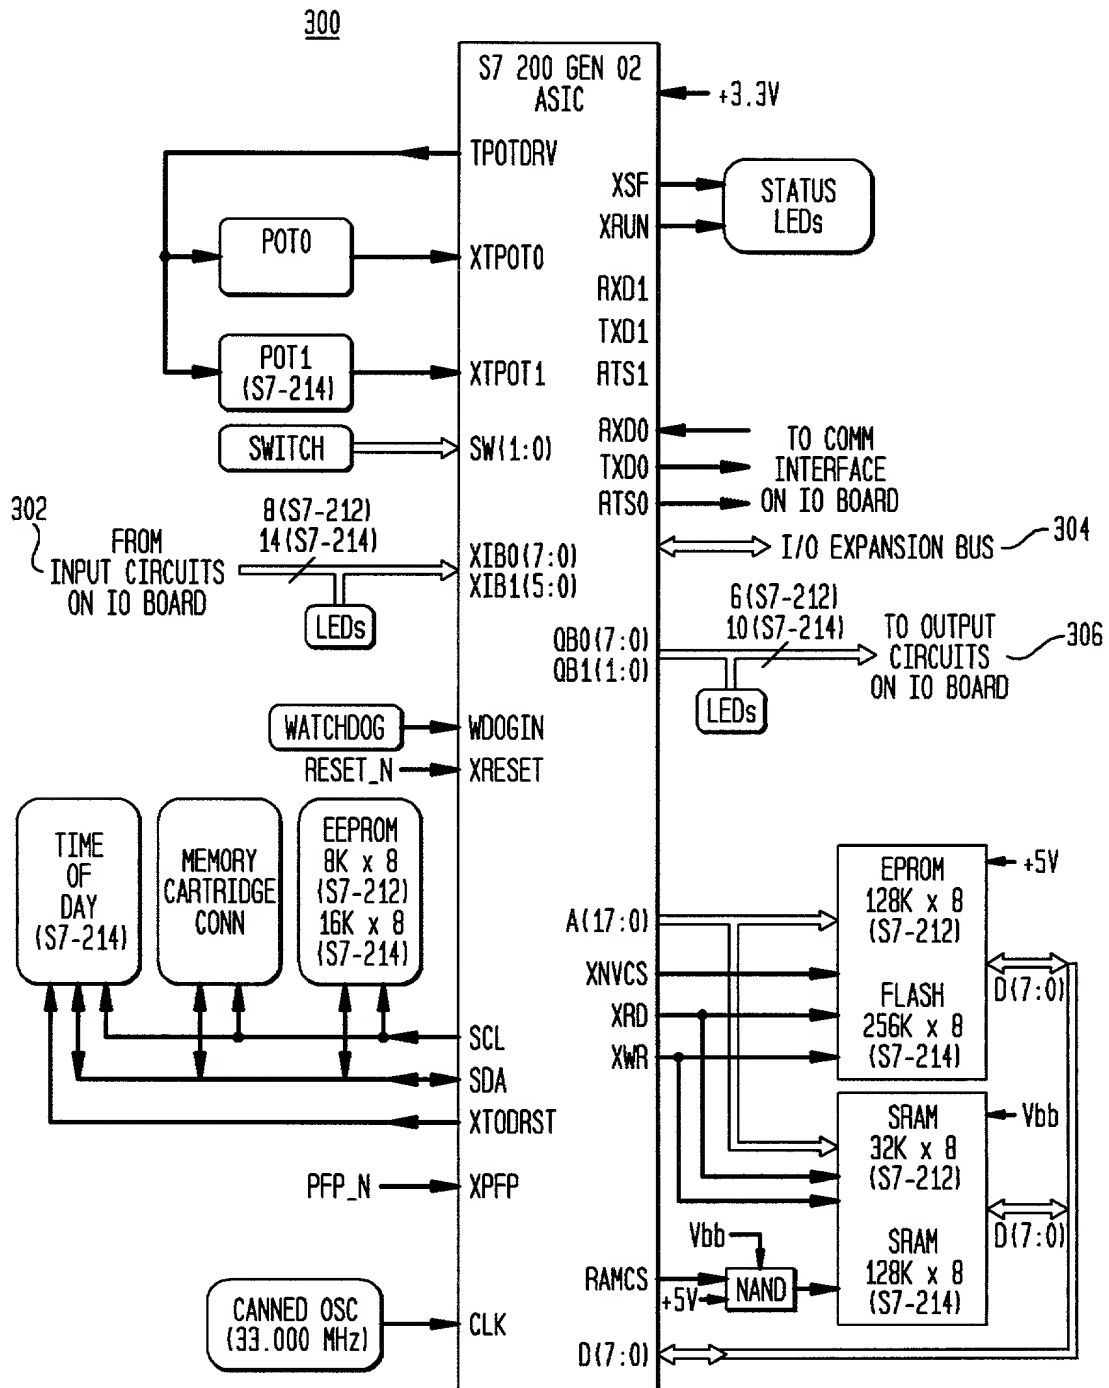 300
S7 200 GEN 02
ASIC
+3.3V
TPOTDRV
XSF
XRUN
STATUS
LEDs
POT0
XTPOT0
RXD1
TXD1
RTS1
POT1
(S7-214)
XTPOT1
SWITCH
SW(1:0)
RXD0
TXD0
RTS0
TO COMM
INTERFACE
ON IO BOARD
302
FROM
INPUT CIRCUITS
ON IO BOARD
8(S7-212)
14(S7-214)
XIB0(7:0)
XIB1(5:0)
LEDs
I/O EXPANSION BUS
304
QB0(7:0)
QB1(1:0)
6(S7-212)
10(S7-214)
TO OUTPUT
CIRCUITS
ON IO BOARD
306
LEDs
WATCHDOG
WDOGIN
RESET_N
XRESET
TIME
OF
DAY
(S7-214)
MEMORY
CARTRIDGE
CONN
EEPROM
8K x 8
(S7-212)
16K x 8
(S7-214)
SCL
SDA
XTODRST
PFP_N
XPFP
CANNED OSC
(33.000 MHz)
CLK
A(17:0)
XNVCS
XRD
XWR
EPROM
128K x 8
(S7-212)
FLASH
256K x 8
(S7-214)
+5V
D(7:0)
SRAM
32K x 8
(S7-212)
SRAM
128K x 8
(S7-214)
Vbb
D(7:0)
Vbb
RAMCS
+5V
NAND
D(7:0)